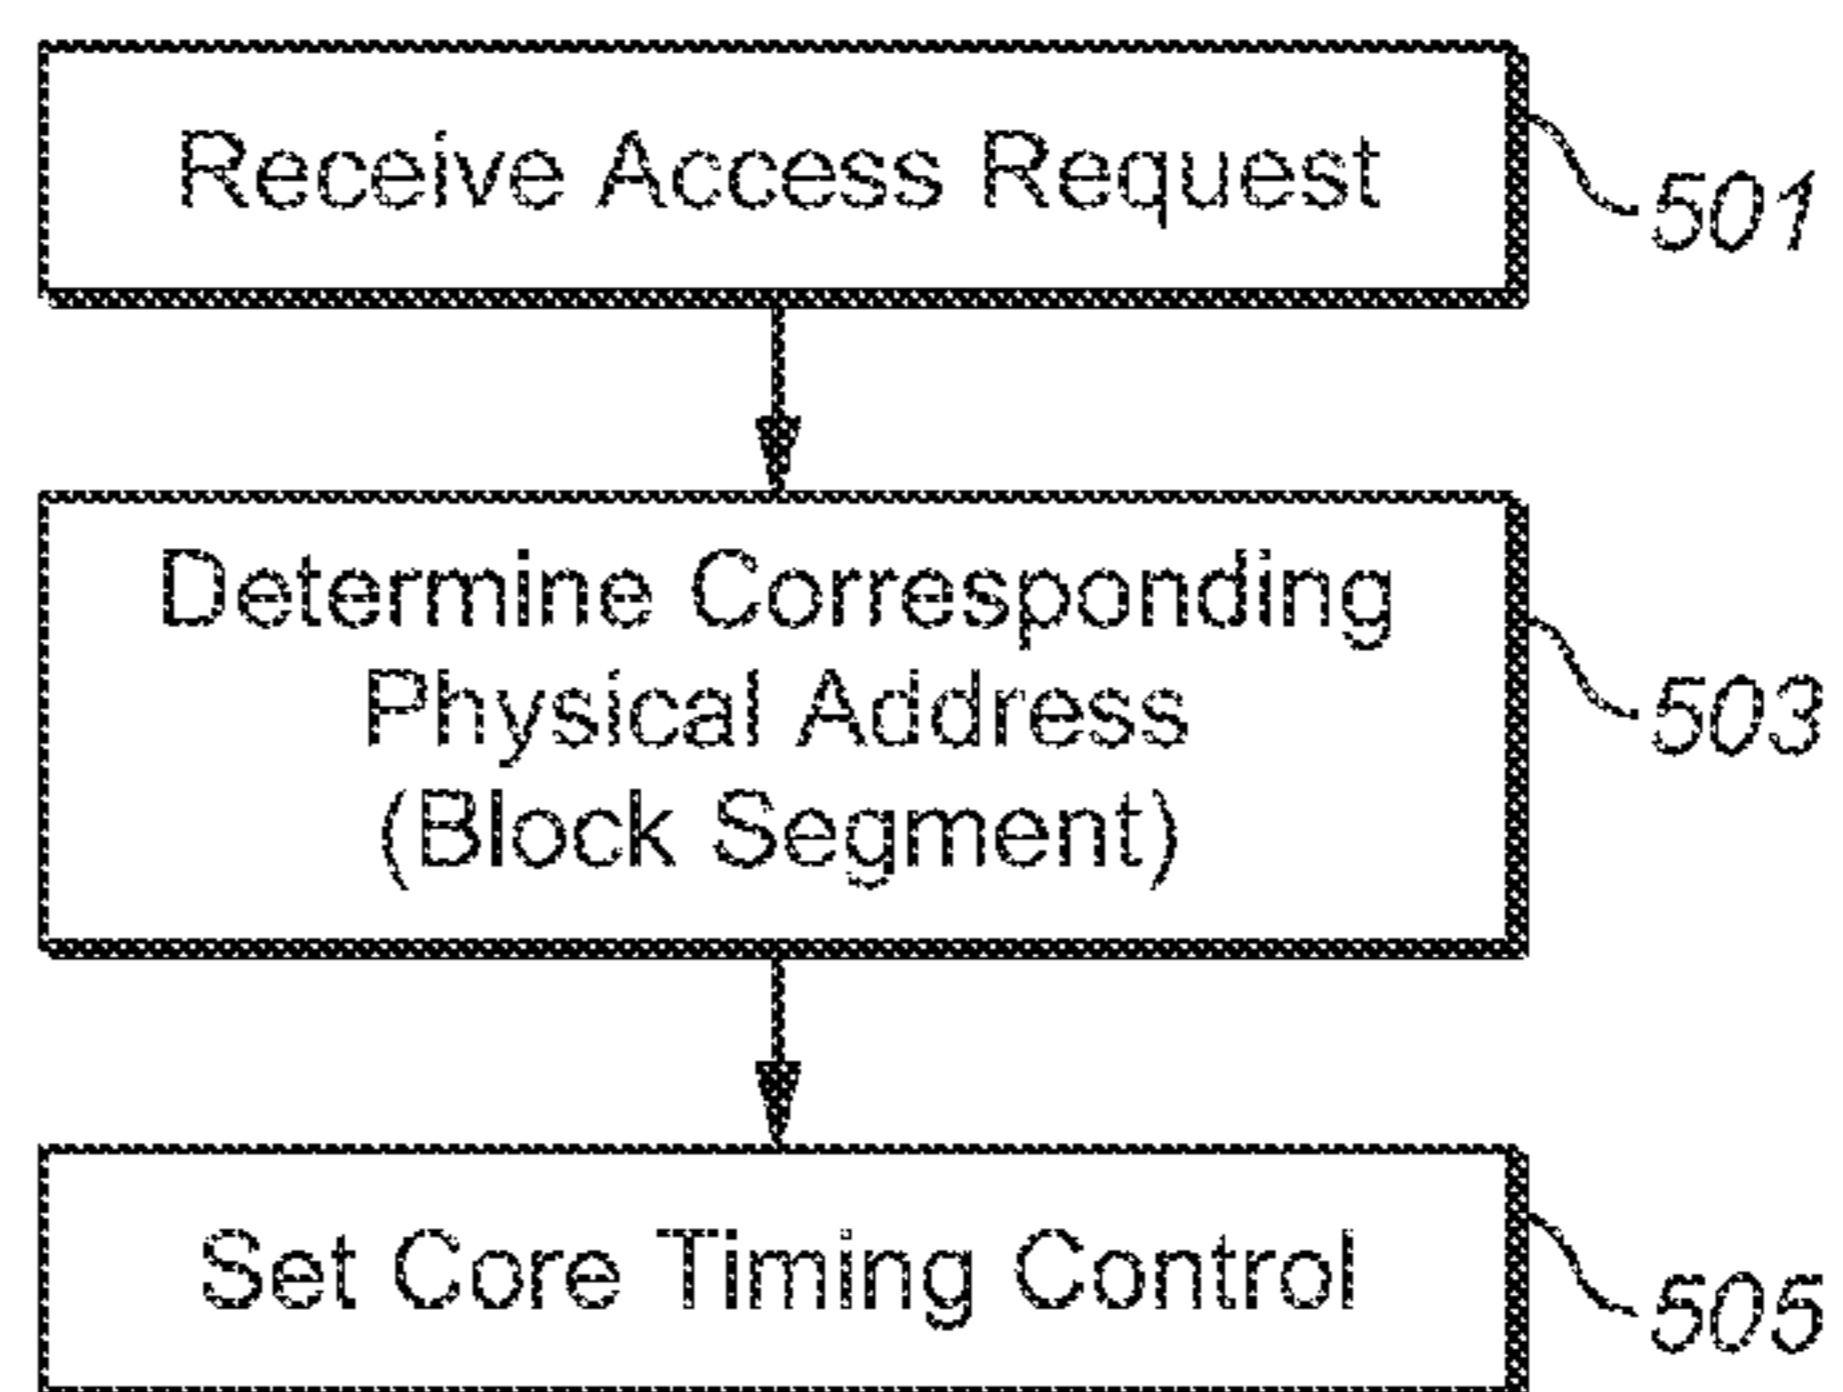 Receive Access Request
501
Determine Corresponding
Physical Address
(Block Segment)
503
Set Core Timing Control
505